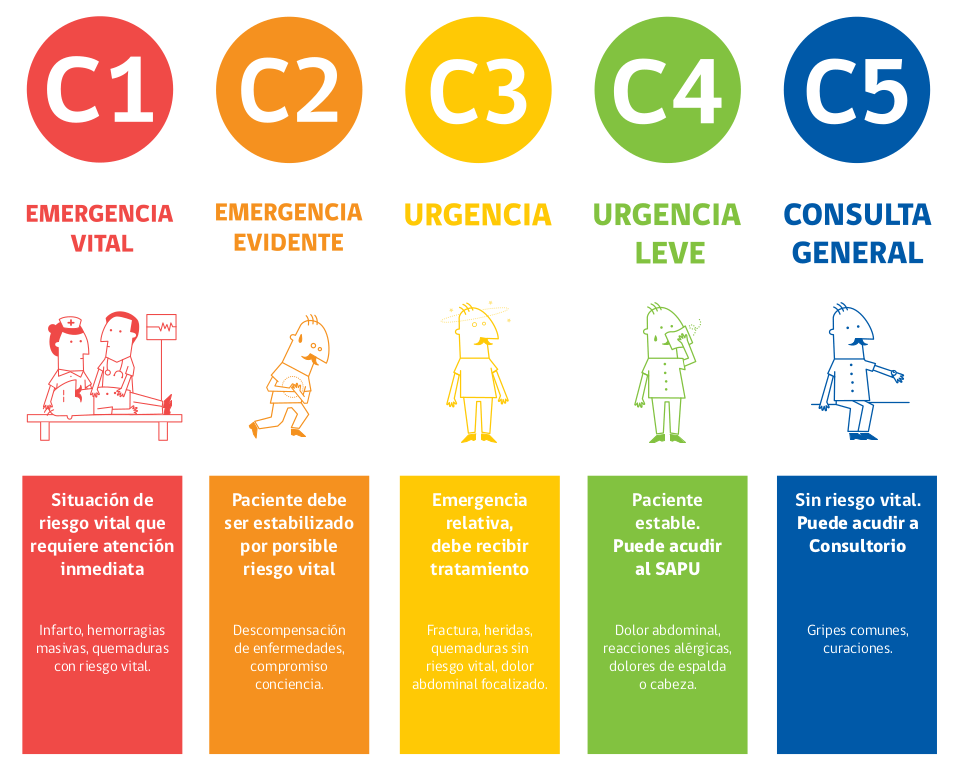 C1
EMERGENCIA
VITAL
Situación de
riesgo vital que
requiere atención
inmediata
Infarto, hemorragias
masivas, quemaduras
con riesgo vital.
C2
EMERGENCIA
EVIDENTE
Paciente debe
ser estabilizado
por porsible
riesgo vital
Descompensación
de enfermedades,
compromiso
conciencia.
C3
URGENCIA
Emergencia
relativa,
debe recibir
tratamiento
Fractura, heridas,
quemaduras sin
riesgo vital, dolor
abdominal focalizado.
C4
URGENCIA
LEVE
Paciente
estable.
Puede acudir
al SAPU
Dolor abdominal,
reacciones alérgicas,
dolores de espalda
o cabeza.
C5
CONSULTA
GENERAL
Sin riesgo vital.
Puede acudir a
Consultorio
Gripes comunes,
curaciones.